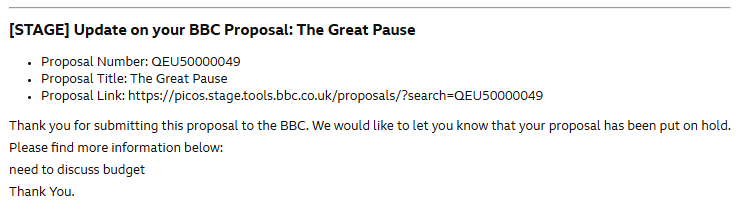 [STAGE] Update on your BBC Proposal: The Great Pause
• Proposal Number: QEU50000049
• Proposal Title: The Great Pause
• Proposal Link: https://picos.stage.tools.bbc.co.uk/proposals/?search=QEU50000049
Thank you for submitting this proposal to the BBC. We would like to let you know that your proposal has been put on hold.
Please find more information below:
need to discuss budget
Thank You.